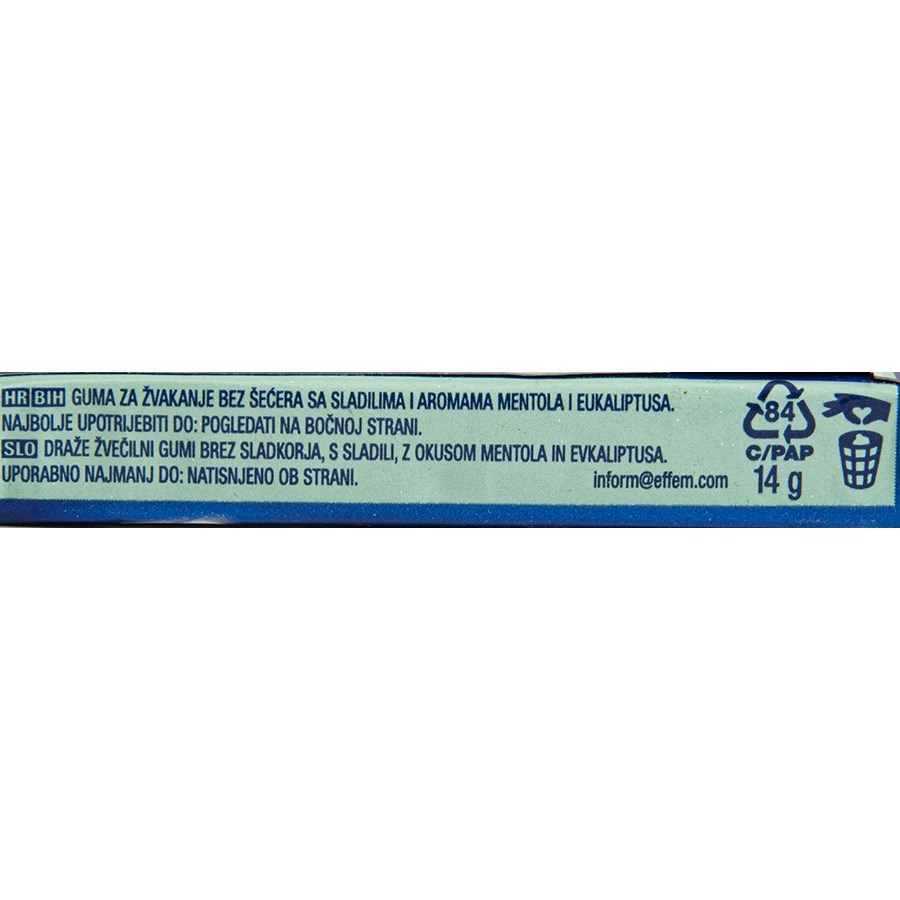 HR BIH GUMA ZA ŽVAKANJE BEZ ŠEĆERA SA SLADILIMA I AROMAMA MENTOLA I EUKALIPTUSA.
NAJBOLJE UPOTRIJEBITI DO: POGLEDATI NA BOČNOJ STRANI.
SLO DRAŽE ŽVEČILNI GUMI BREZ SLADKORJA, S SLADILI, Z OKUSOM MENTOLA IN EVKALIPTUSA.
UPORABNO NAJMANJ DO: NATISNJENO OB STRANI.
inform@effem.com
84
C/PAP
14 g